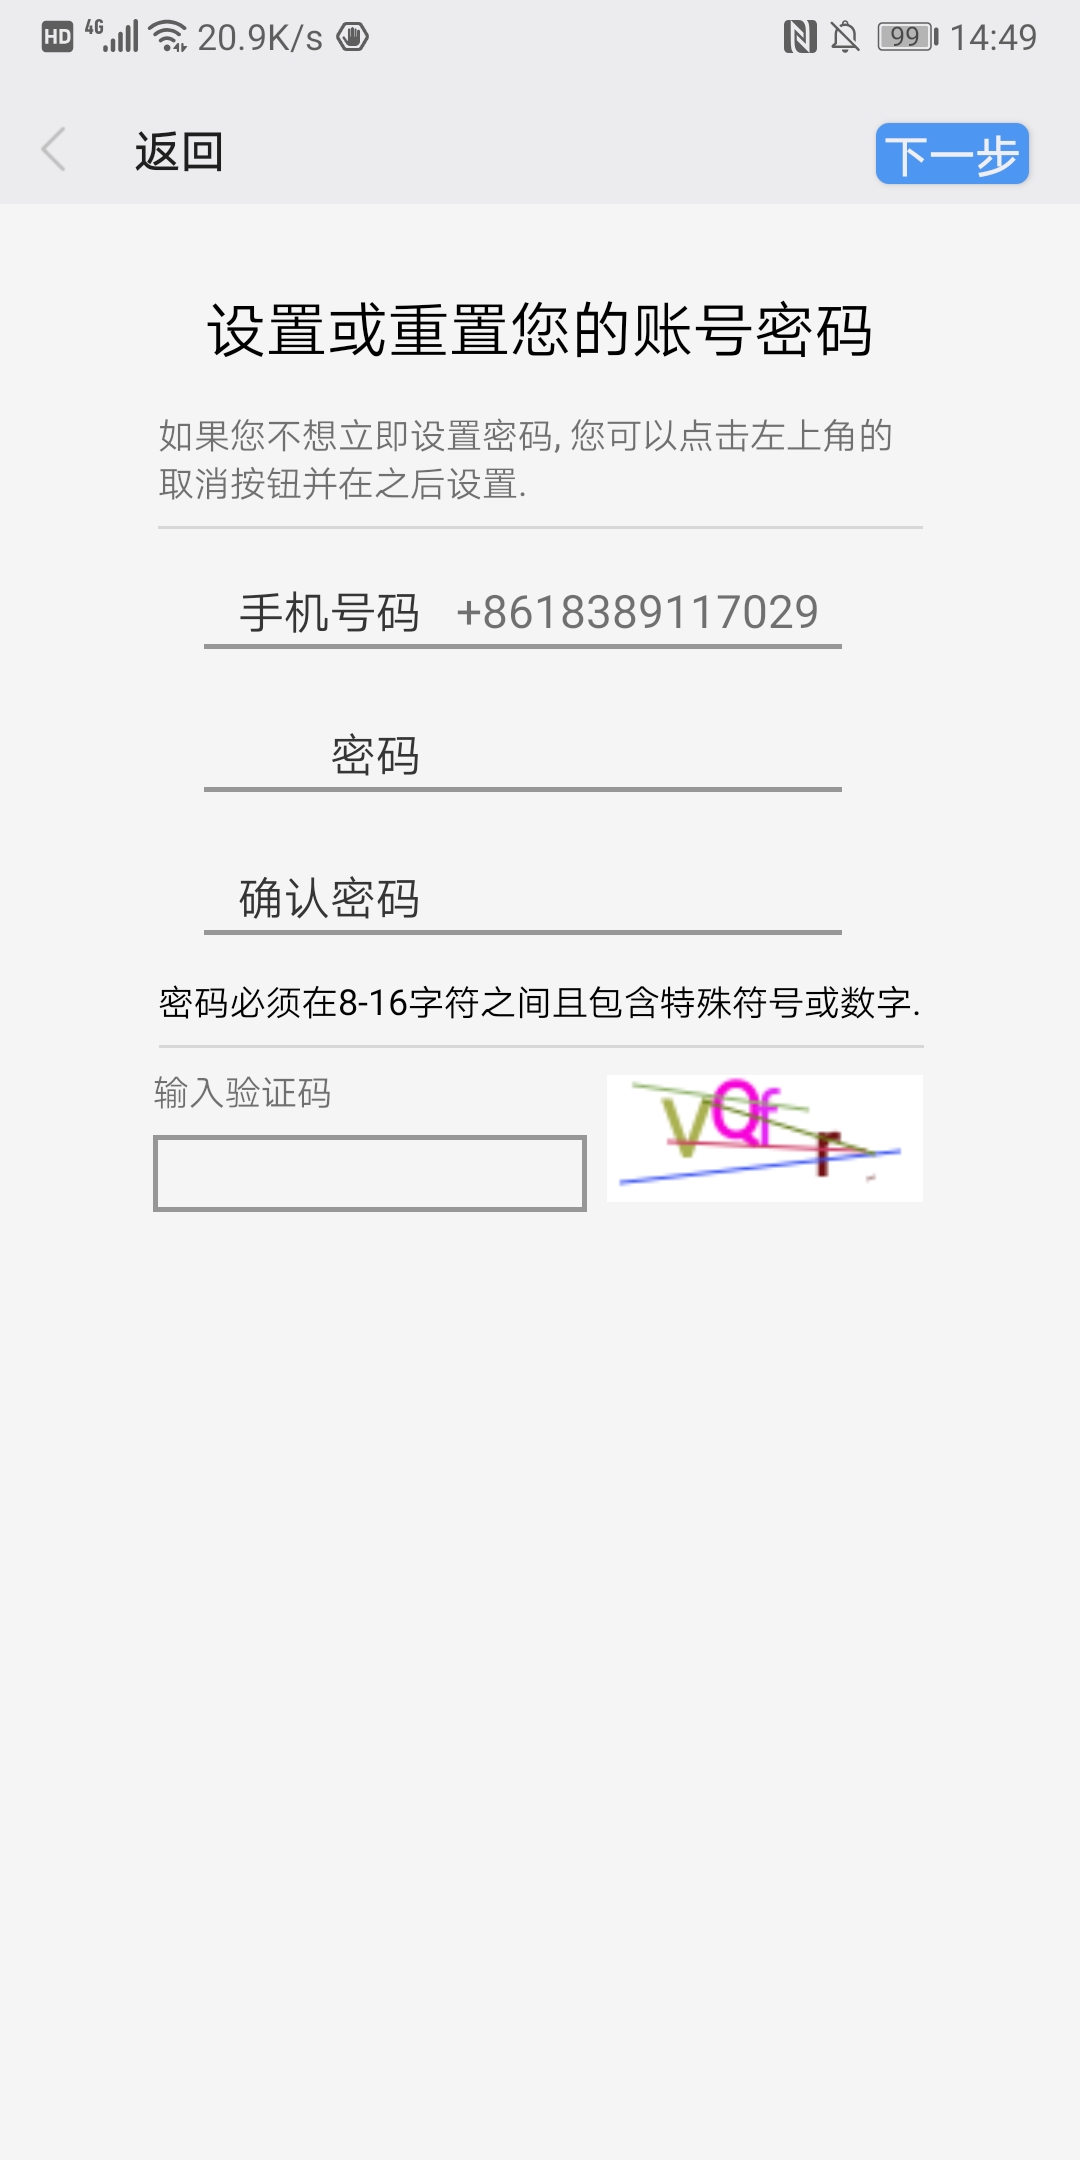 HD 4G 20.9K/s 99 14:49
返回 下一步
设置或重置您的账号密码
如果您不想立即设置密码, 您可以点击左上角的
取消按钮并在之后设置.
手机号码 +8618389117029
密码
确认密码
密码必须在8-16字符之间且包含特殊符号或数字.
输入验证码
VQfr